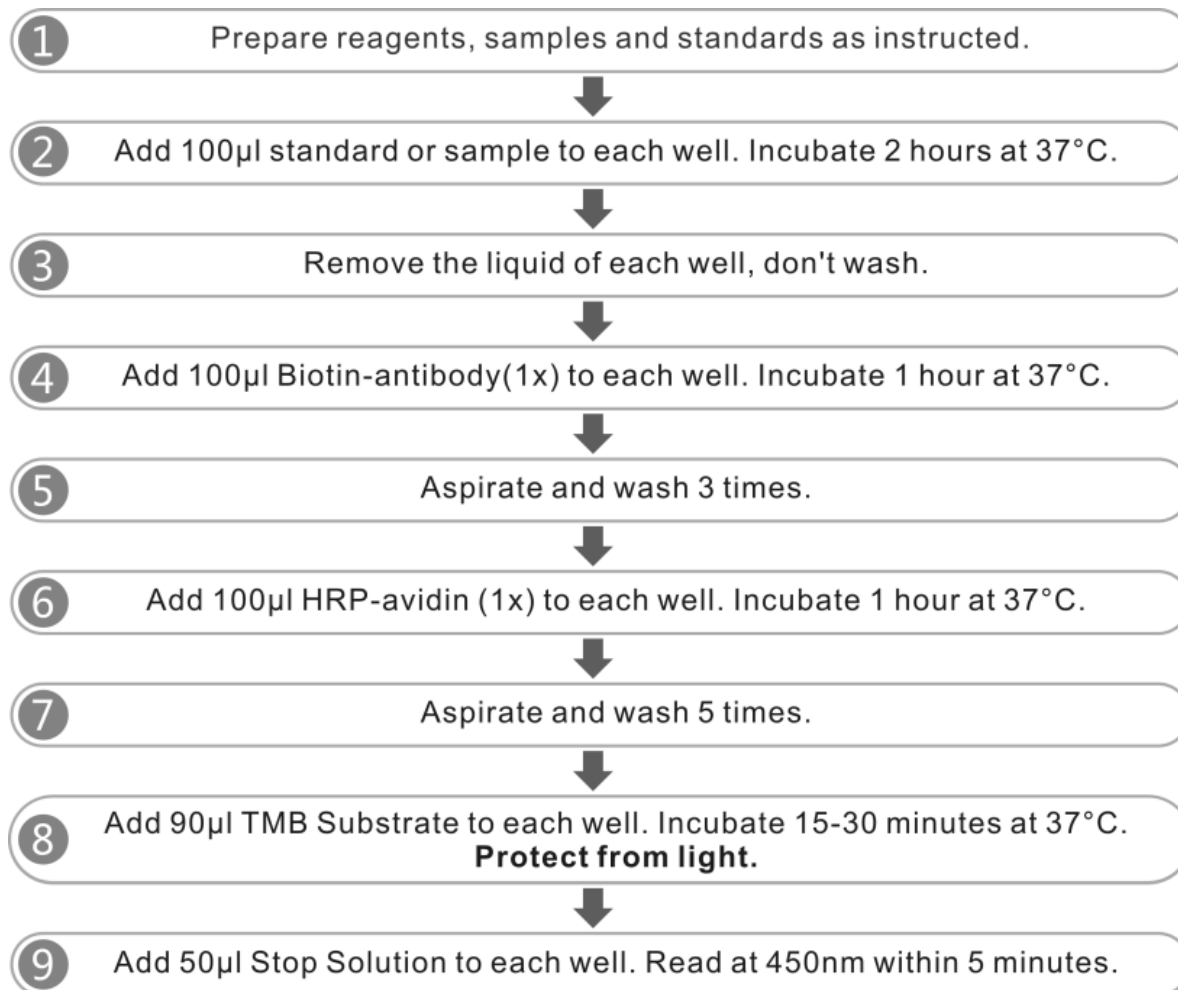 1 Prepare reagents, samples and standards as instructed.
2 Add 100μl standard or sample to each well. Incubate 2 hours at 37°C.
3 Remove the liquid of each well, don't wash.
4 Add 100μl Biotin-antibody(1x) to each well. Incubate 1 hour at 37°C.
5 Aspirate and wash 3 times.
6 Add 100μl HRP-avidin (1x) to each well. Incubate 1 hour at 37°C.
7 Aspirate and wash 5 times.
8 Add 90μl TMB Substrate to each well. Incubate 15-30 minutes at 37°C.
Protect from light.
9 Add 50μl Stop Solution to each well. Read at 450nm within 5 minutes.